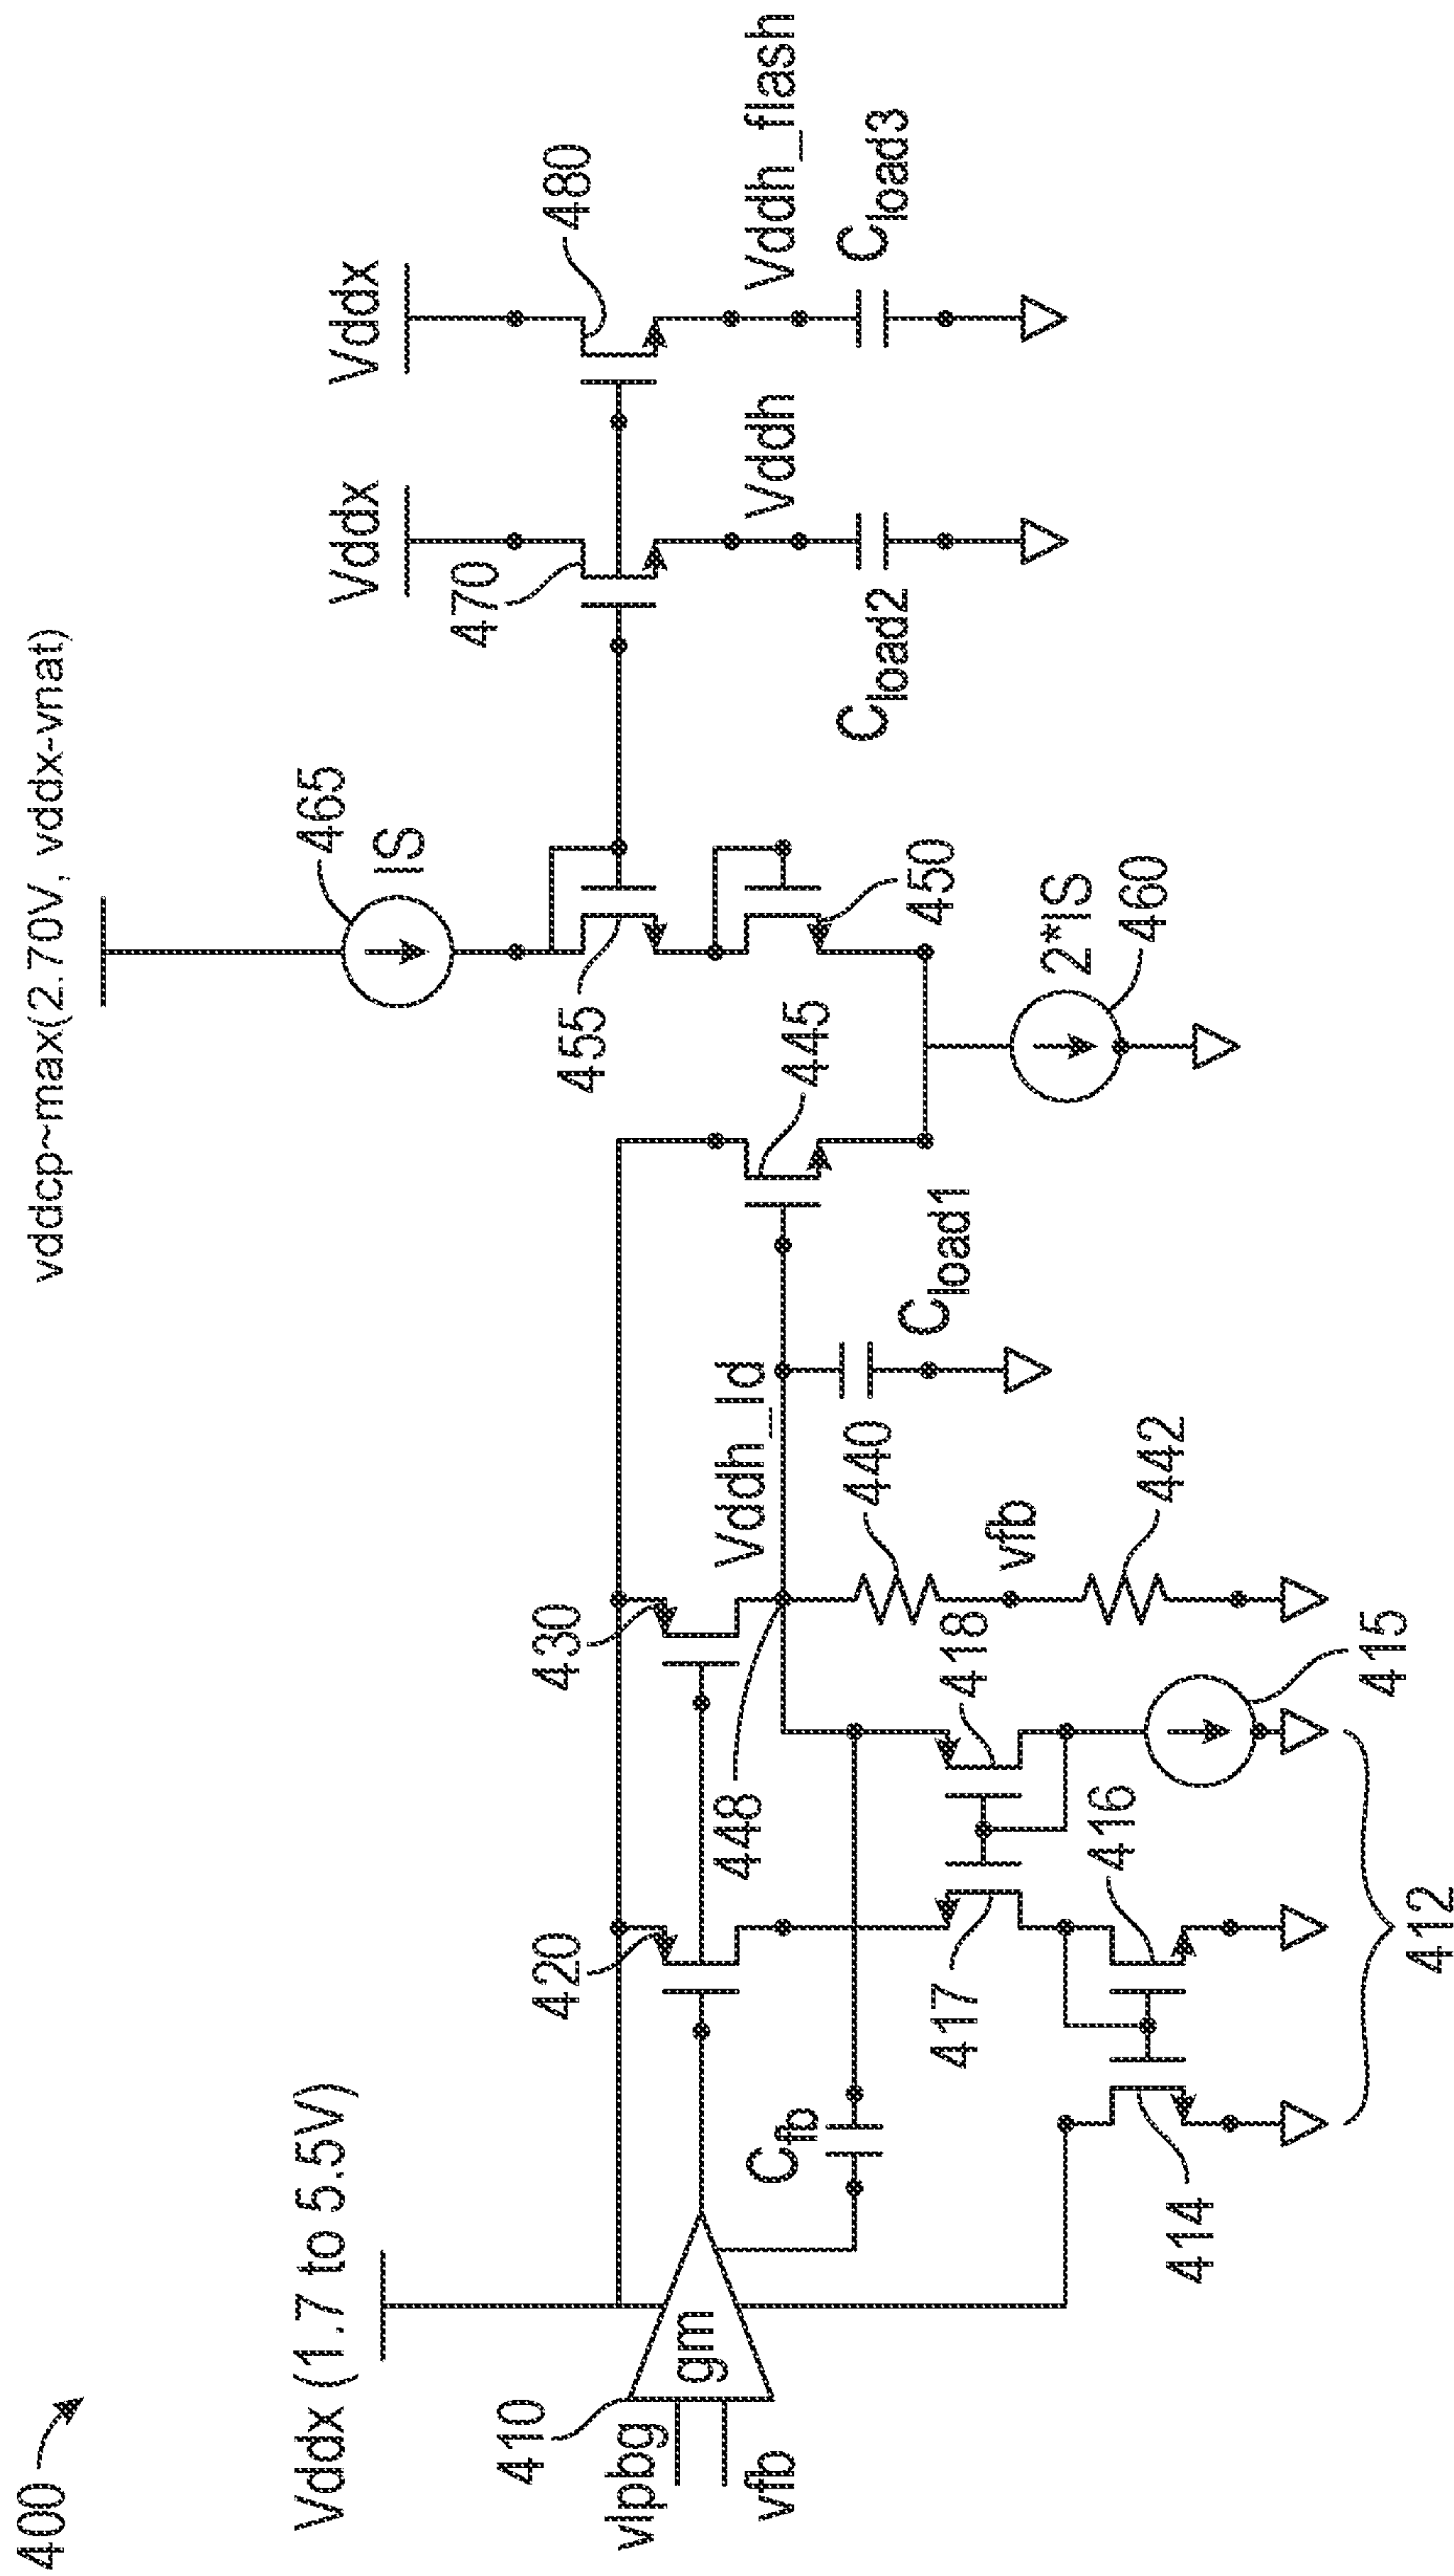 400
vddcp~max(2.70V, vddx-vnat)
Vddx (1.7 to 5.5V)
465
IS
Vddx
Vddx
470
480
410
vlpbg
vfb
gm
420
430
455
445
Vddh_ld
Vddh
Vddh_flash
Cfb
448
440
Cload1
450
Cload2
Cload3
417
418
vfb
2*IS
460
414
416
442
415
412